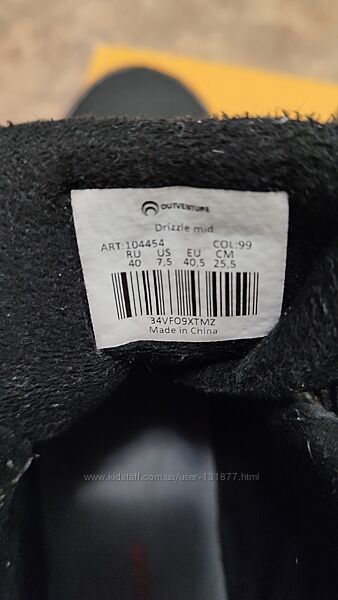 OUTVENTURE
Drizzle mid
ART:104454 COL:99
RU US EU CM
40 7,5 40,5 25,5
34VFO9XTMZ
Made in China
www.kidstaff.com.ua/user-131877.html